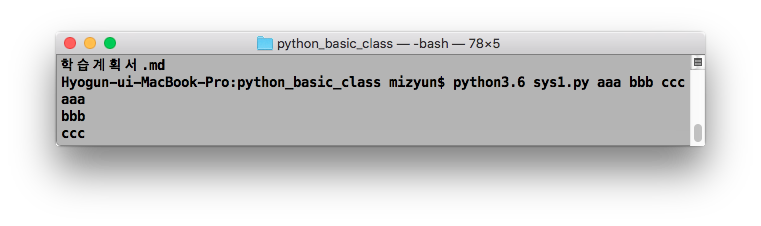 python_basic_class — -bash — 78×5
학습계획서.md
Hyogun-ui-MacBook-Pro:python_basic_class mizyun$ python3.6 sys1.py aaa bbb ccc
aaa
bbb
ccc